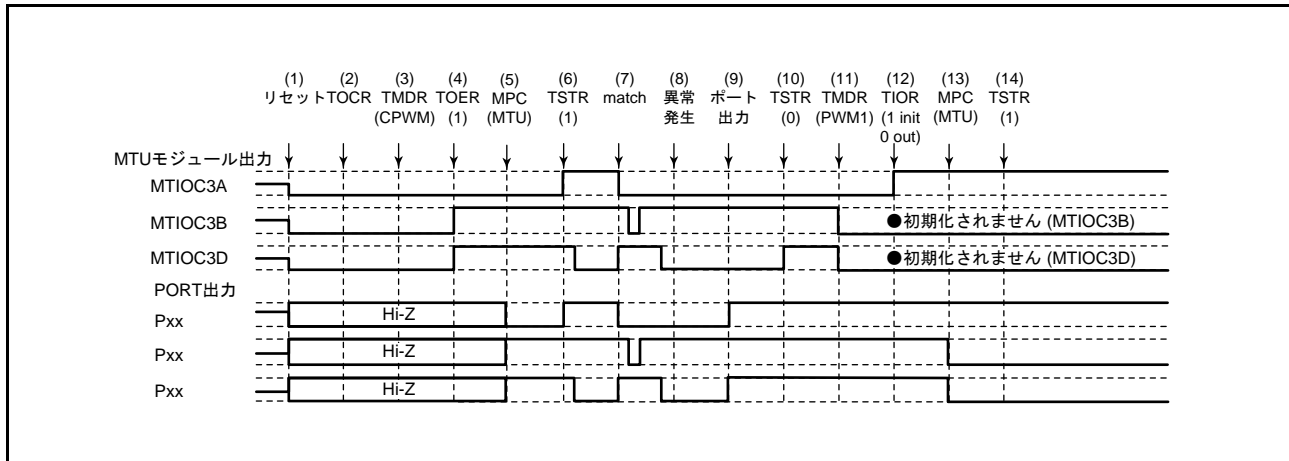 (1) (2) (3) (4) (5) (6) (7) (8) (9) (10) (11) (12) (13) (14)
リセット TOCR TMDR TOER MPC TSTR match 異常 ポート TSTR TMDR TIOR MPC TSTR
(CPWM) (1) (MTU) (1) 発生 出力 (0) (PWM1) (1 init (MTU) (1)
0 out)
MTUモジュール出力
MTIOC3A
MTIOC3B ●初期化されません (MTIOC3B)
MTIOC3D ●初期化されません (MTIOC3D)
PORT出力
Pxx Hi-Z
Pxx Hi-Z
Pxx Hi-Z